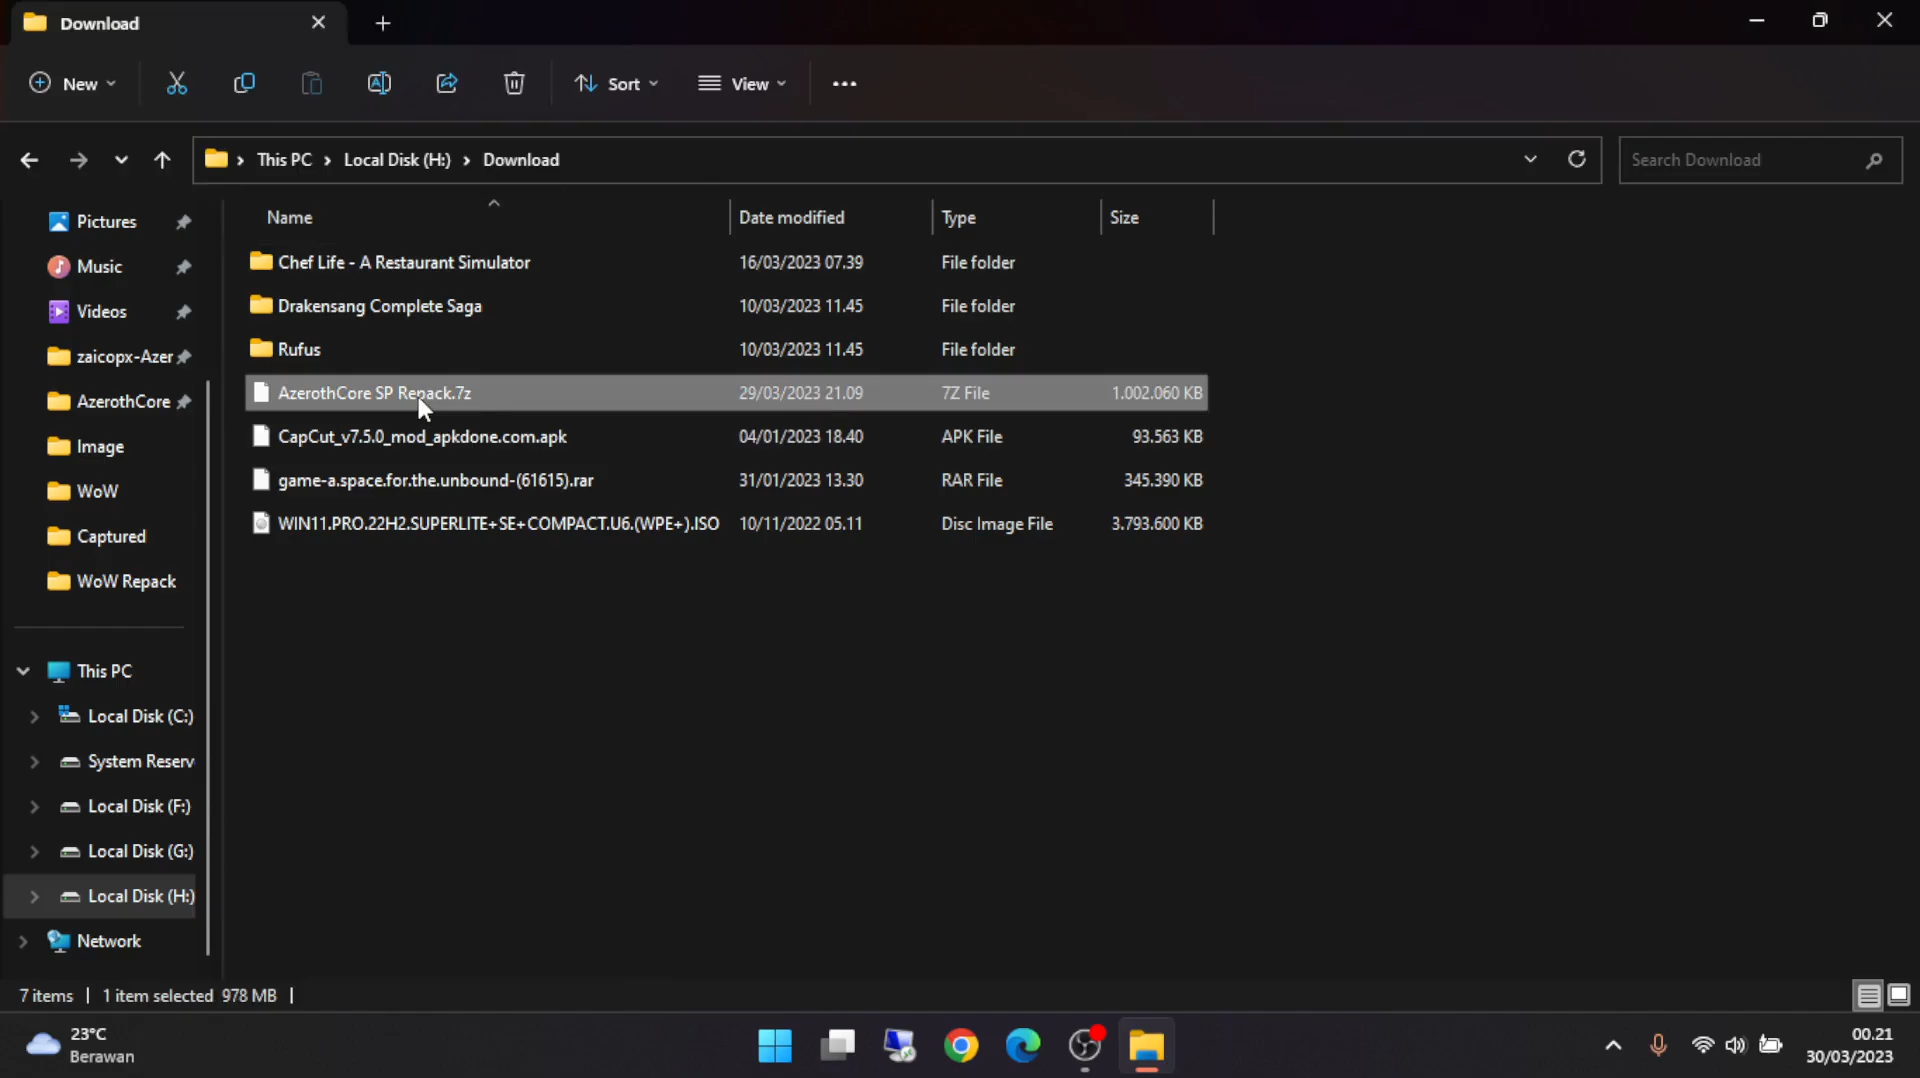 Download
New
Sort
View
This PC
Local Disk (H:)
Download
Search Download
Pictures
Music
Videos
zaicopx-Azer
AzerothCore
Image
WoW
Captured
WoW Repack
This PC
Local Disk (C:)
System Reserv
Local Disk (F:)
Local Disk (G:)
Local Disk (H:)
Network
Name Date modified Type Size
Chef Life - A Restaurant Simulator 16/03/2023 07.39 File folder
Drakensang Complete Saga 10/03/2023 11.45 File folder
Rufus 10/03/2023 11.45 File folder
AzerothCore SP Repack.7z 29/03/2023 21.09 7Z File 1.002.060 KB
CapCut_v7.5.0_mod_apkdone.com.apk 04/01/2023 18.40 APK File 93.563 KB
game-a.space.for.the.unbound-(61615).rar 31/01/2023 13.30 RAR File 345.390 KB
WIN11.PRO.22H2.SUPERLITE+SE+COMPACT.U6.(WPE+).ISO 10/11/2022 05.11 Disc Image File 3.793.600 KB
7 items 1 item selected 978 MB
23°C
Berawan
00.21
30/03/2023